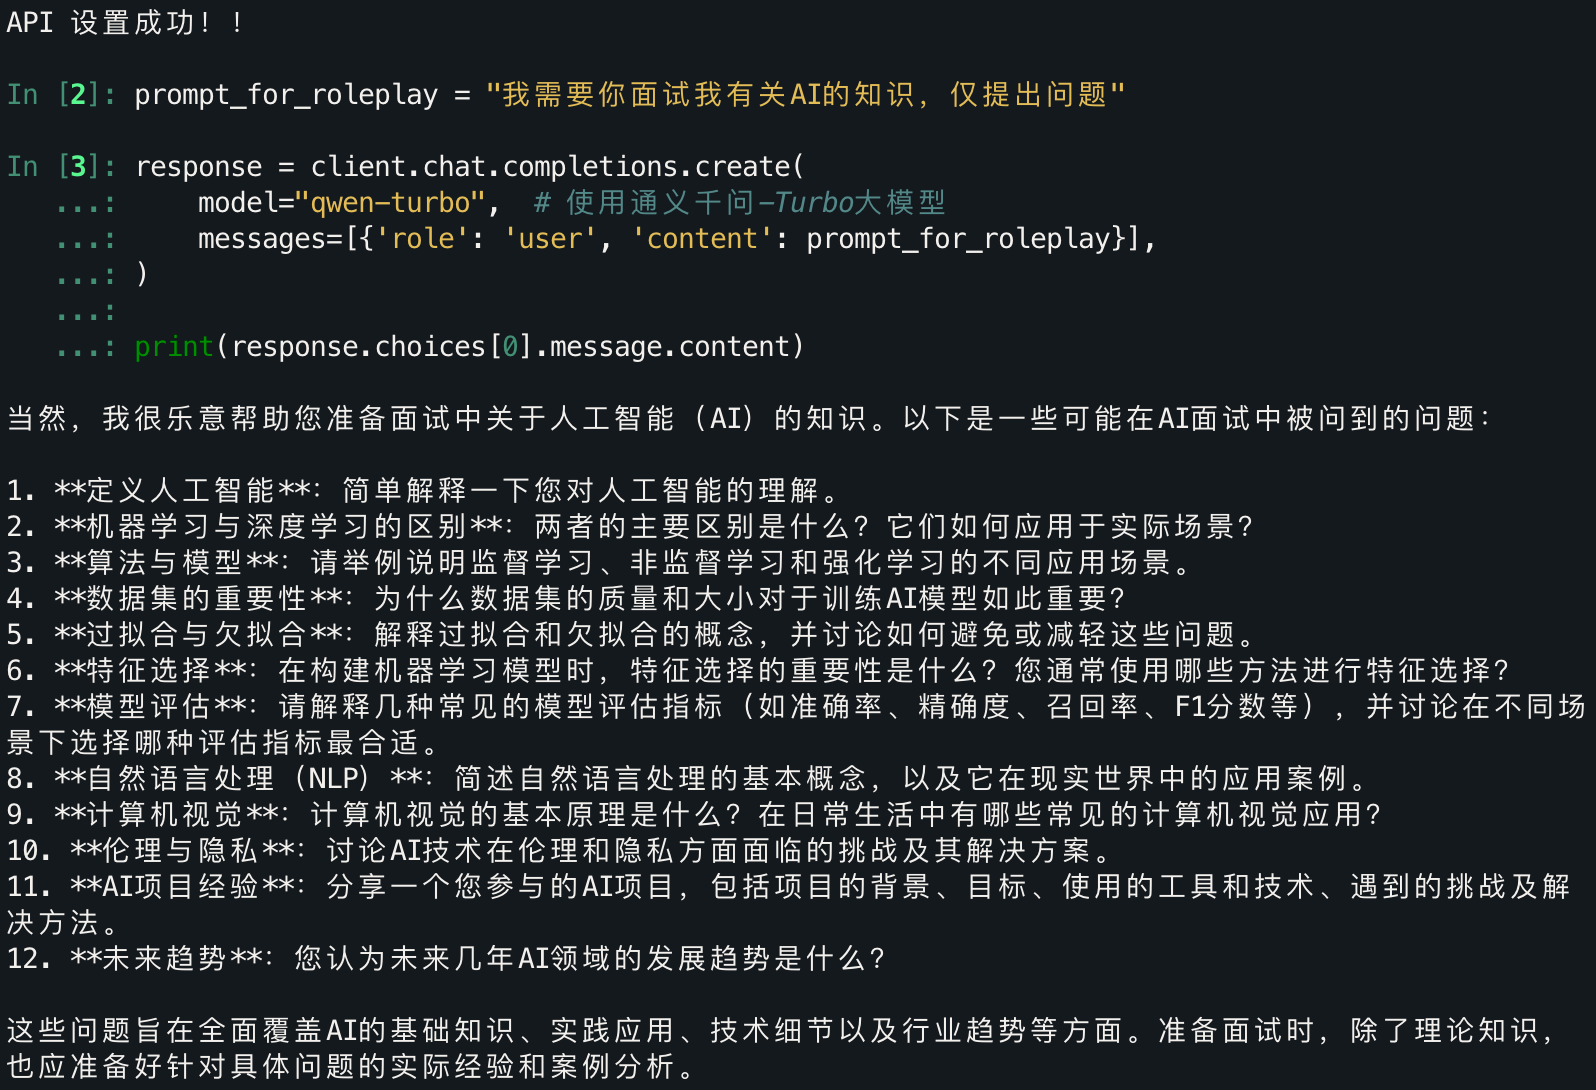 API 设置成功！！
In [2]: prompt_for_roleplay = "我需要你面试我有关AI的知识，仅提出问题"
In [3]: response = client.chat.completions.create(
   ...:     model="qwen-turbo",  # 使用通义千问-Turbo大模型
   ...:     messages=[{'role': 'user', 'content': prompt_for_roleplay}],
   ...: )
   ...:
   ...: print(response.choices[0].message.content)
当然，我很乐意帮助您准备面试中关于人工智能（AI）的知识。以下是一些可能在AI面试中被问到的问题：
1. **定义人工智能**：简单解释一下您对人工智能的理解。
2. **机器学习与深度学习的区别**：两者的主要区别是什么？它们如何应用于实际场景？
3. **算法与模型**：请举例说明监督学习、非监督学习和强化学习的不同应用场景。
4. **数据集的重要性**：为什么数据集的质量和大小对于训练AI模型如此重要？
5. **过拟合与欠拟合**：解释过拟合和欠拟合的概念，并讨论如何避免或减轻这些问题。
6. **特征选择**：在构建机器学习模型时，特征选择的重要性是什么？您通常使用哪些方法进行特征选择？
7. **模型评估**：请解释几种常见的模型评估指标（如准确率、精确度、召回率、F1分数等），并讨论在不同场
景下选择哪种评估指标最合适。
8. **自然语言处理（NLP）**：简述自然语言处理的基本概念，以及它在现实世界中的应用案例。
9. **计算机视觉**：计算机视觉的基本原理是什么？在日常生活中有哪些常见的计算机视觉应用？
10. **伦理与隐私**：讨论AI技术在伦理和隐私方面面临的挑战及其解决方案。
11. **AI项目经验**：分享一个您参与的AI项目，包括项目的背景、目标、使用的工具和技术、遇到的挑战及解
决方法。
12. **未来趋势**：您认为未来几年AI领域的发展趋势是什么？
这些问题旨在全面覆盖AI的基础知识、实践应用、技术细节以及行业趋势等方面。准备面试时，除了理论知识，
也应准备好针对具体问题的实际经验和案例分析。